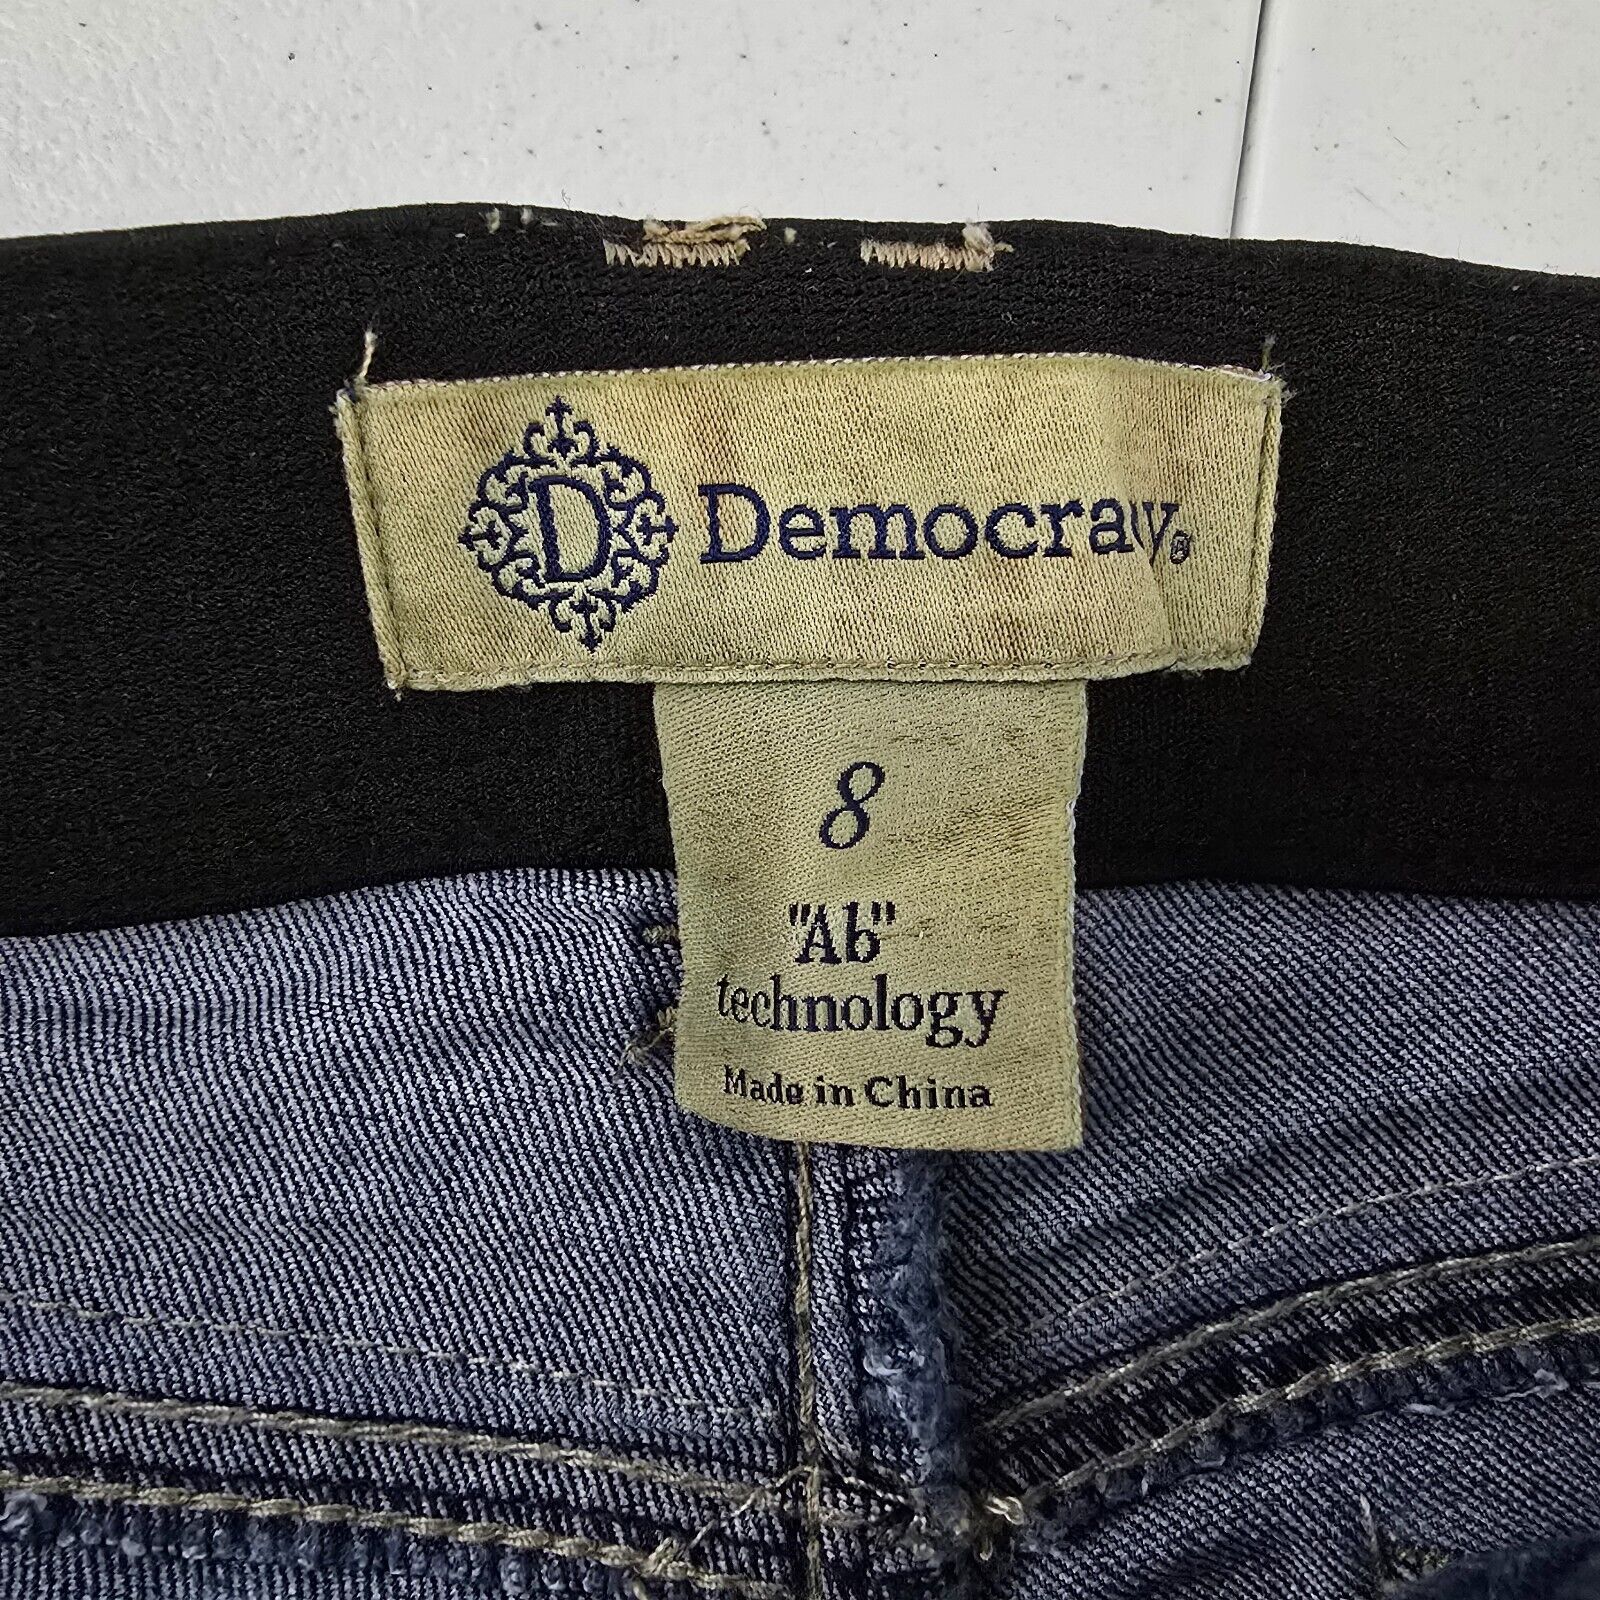 D Democracy®
8
"Ab"
technology
Made in China